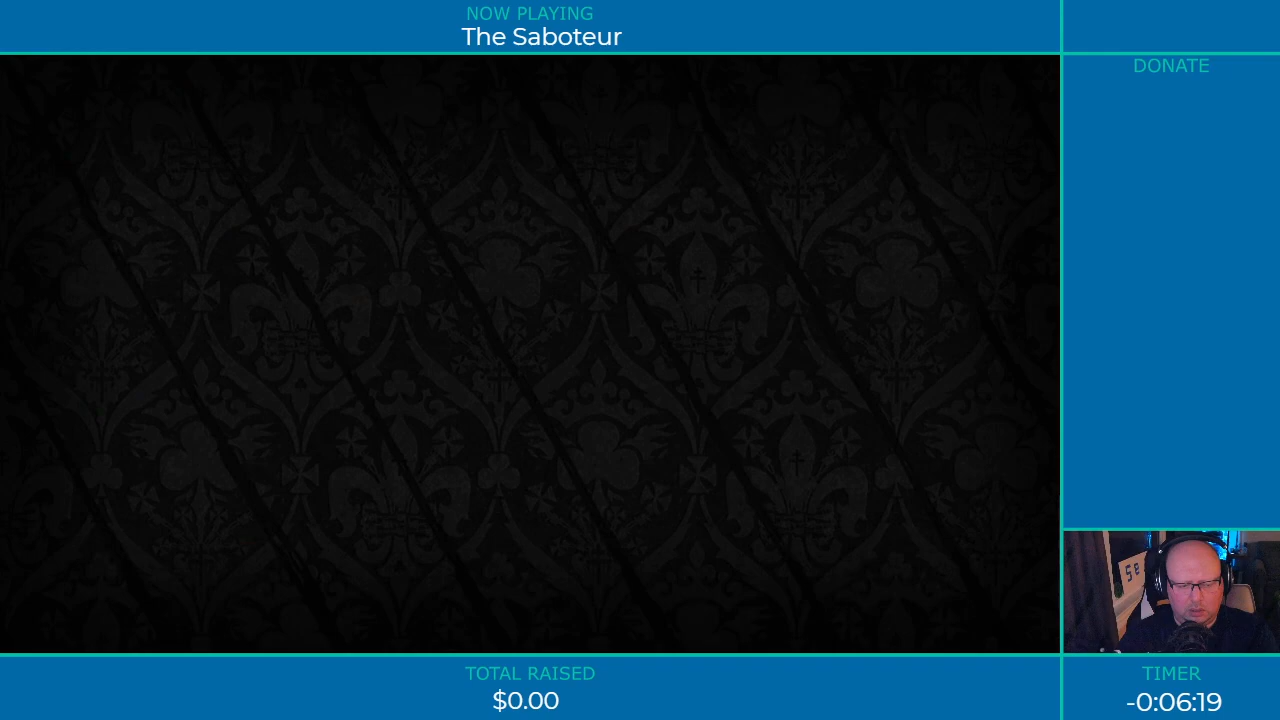 NOW PLAYING
The Saboteur
DONATE
TOTAL RAISED
$0.00
TIMER
-0:06:19